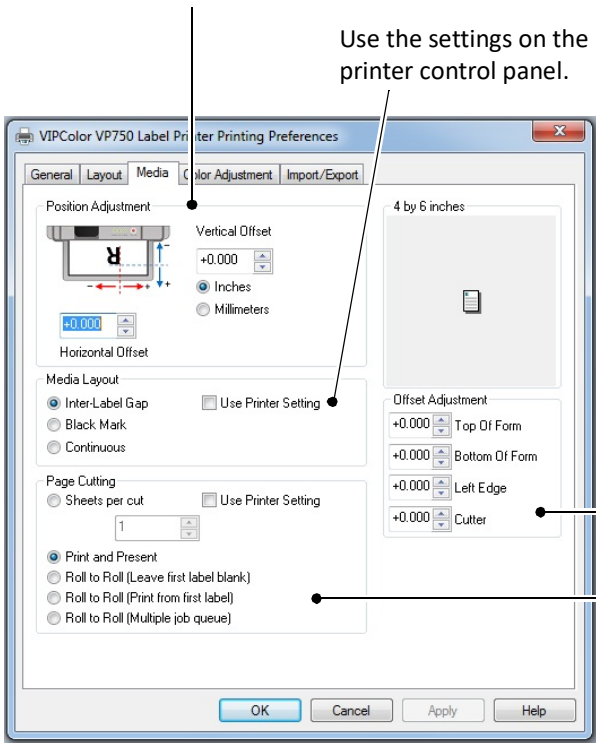 Use the settings on the
printer control panel.
VIPColor VP750 Label Printer Printing Preferences
General Layout Media Color Adjustment Import/Export
Position Adjustment
R
Vertical Offset
+0.000
Inches
Millimeters
+0.000
Horizontal Offset
4 by 6 inches
Media Layout
Inter-Label Gap
Use Printer Setting
Black Mark
Continuous
Offset Adjustment
+0.000 Top Of Form
+0.000 Bottom Of Form
+0.000 Left Edge
+0.000 Cutter
Page Cutting
Sheets per cut
Use Printer Setting
1
Print and Present
Roll to Roll (Leave first label blank)
Roll to Roll (Print from first label)
Roll to Roll (Multiple job queue)
OK Cancel Apply Help